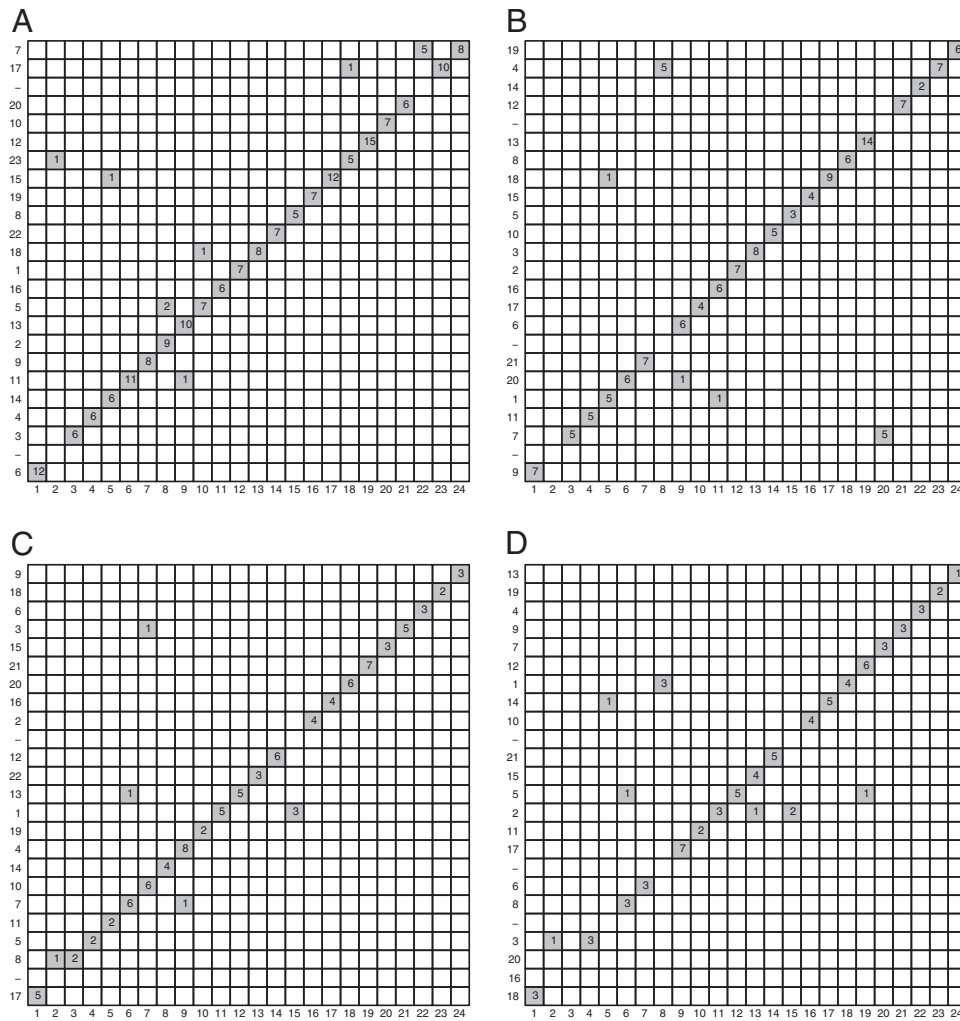 A
7 5 8
17 1 10
–
20 6
10 7
12 15
23 1 5
15 1 12
19 7
8 5
22 7
18 1 8
1 7
16 6
5 2 7
13 10
2 9
9 8
11 11 1
14 6
4 6
3 6
–
6 12
1 2 3 4 5 6 7 8 9 10 11 12 13 14 15 16 17 18 19 20 21 22 23 24
B
19 6
4 5 7
14 2
12 7
–
13 14
8 6
18 1 9
15 4
5 3
10 5
3 8
2 7
16 6
17 4
6 6
–
21 7
20 6 1
1 5 1
11 5
7 5 5
–
9 7
1 2 3 4 5 6 7 8 9 10 11 12 13 14 15 16 17 18 19 20 21 22 23 24
C
9 3
18 2
6 3
3 1 5
15 3
21 7
20 6
16 4
2 4
–
12 6
22 3
13 1 5
1 5 3
19 2
4 8
14 4
10 6
7 6 1
11 2
5 2
8 1 2
–
17 5
1 2 3 4 5 6 7 8 9 10 11 12 13 14 15 16 17 18 19 20 21 22 23 24
D
13 1
19 2
4 3
9 3
7 3
12 6
1 3 4
14 1 5
10 4
–
21 5
15 4
5 1 5 1
2 3 1 2
11 2
17 7
–
6 3
8 3
–
3 1 3
20
16
18 3
1 2 3 4 5 6 7 8 9 10 11 12 13 14 15 16 17 18 19 20 21 22 23 24